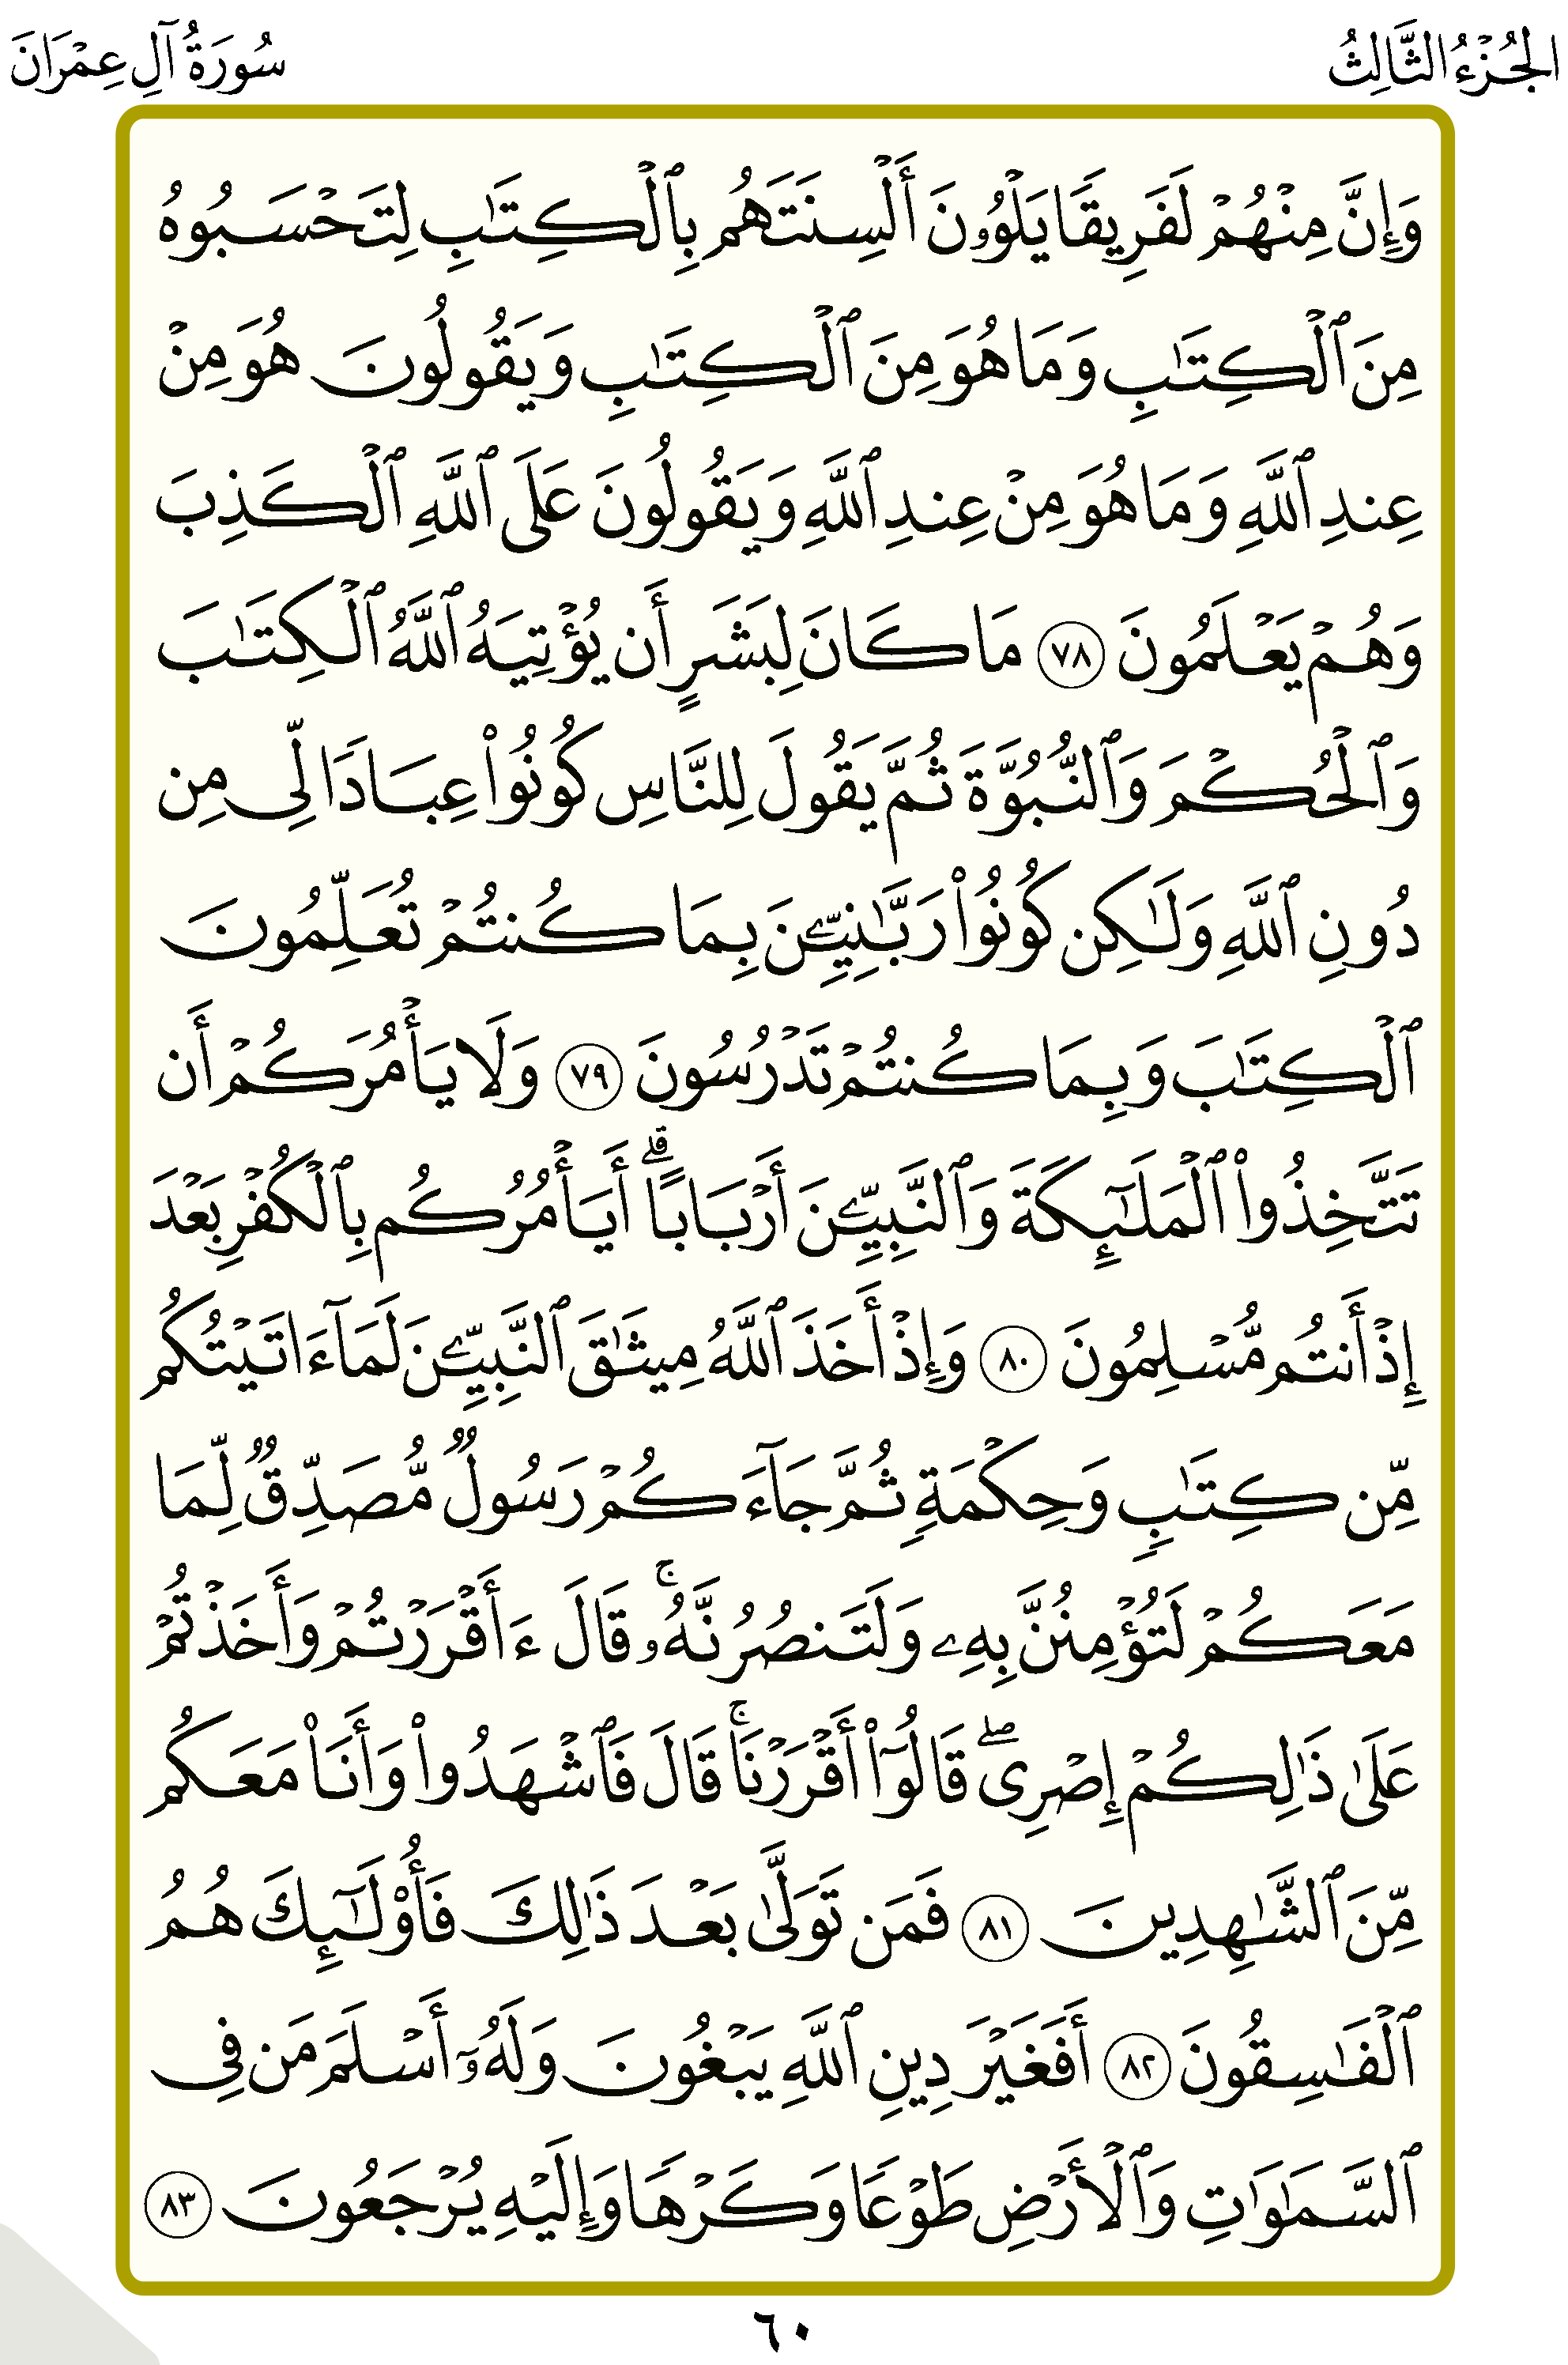 الجُزْءُ الثَّالِثُ
سُورَةُ آلِ عِمْرَانَ
وَإِنَّ مِنْهُمْ لَفَرِيقًا يَلْوُۥنَ أَلْسِنَتَهُم بِٱلْكِتَٰبِ لِتَحْسَبُوهُ
مِنَ ٱلْكِتَٰبِ وَمَا هُوَ مِنَ ٱلْكِتَٰبِ وَيَقُولُونَ هُوَ مِنْ
عِندِ ٱللَّهِ وَمَا هُوَ مِنْ عِندِ ٱللَّهِ وَيَقُولُونَ عَلَى ٱللَّهِ ٱلْكَذِبَ
وَهُمْ يَعْلَمُونَ ٧٨ مَا كَانَ لِبَشَرٍ أَن يُؤْتِيَهُ ٱللَّهُ ٱلْكِتَٰبَ
وَٱلْحُكْمَ وَٱلنُّبُوَّةَ ثُمَّ يَقُولَ لِلنَّاسِ كُونُوا۟ عِبَادًا لِّى مِن
دُونِ ٱللَّهِ وَلَٰكِن كُونُوا۟ رَبَّٰنِيِّۦنَ بِمَا كُنتُمْ تُعَلِّمُونَ
ٱلْكِتَٰبَ وَبِمَا كُنتُمْ تَدْرُسُونَ ٧٩ وَلَا يَأْمُرَكُمْ أَن
تَتَّخِذُوا۟ ٱلْمَلَٰٓئِكَةَ وَٱلنَّبِيِّۦنَ أَرْبَابًا ۗ أَيَأْمُرُكُم بِٱلْكُفْرِ بَعْدَ
إِذْ أَنتُم مُّسْلِمُونَ ٨٠ وَإِذْ أَخَذَ ٱللَّهُ مِيثَٰقَ ٱلنَّبِيِّۦنَ لَمَآ ءَاتَيْتُكُم
مِّن كِتَٰبٍ وَحِكْمَةٍ ثُمَّ جَآءَكُمْ رَسُولٌ مُّصَدِّقٌ لِّمَا
مَعَكُمْ لَتُؤْمِنُنَّ بِهِۦ وَلَتَنصُرُنَّهُۥ ۚ قَالَ ءَأَقْرَرْتُمْ وَأَخَذْتُمْ
عَلَىٰ ذَٰلِكُمْ إِصْرِى ۖ قَالُوٓا۟ أَقْرَرْنَا ۚ قَالَ فَٱشْهَدُوا۟ وَأَنَا۠ مَعَكُم
مِّنَ ٱلشَّٰهِدِينَ ٨١ فَمَن تَوَلَّىٰ بَعْدَ ذَٰلِكَ فَأُو۟لَٰٓئِكَ هُمُ
ٱلْفَٰسِقُونَ ٨٢ أَفَغَيْرَ دِينِ ٱللَّهِ يَبْغُونَ وَلَهُۥٓ أَسْلَمَ مَن فِى
ٱلسَّمَٰوَٰتِ وَٱلْأَرْضِ طَوْعًا وَكَرْهًا وَإِلَيْهِ يُرْجَعُونَ ٨٣
٦٠